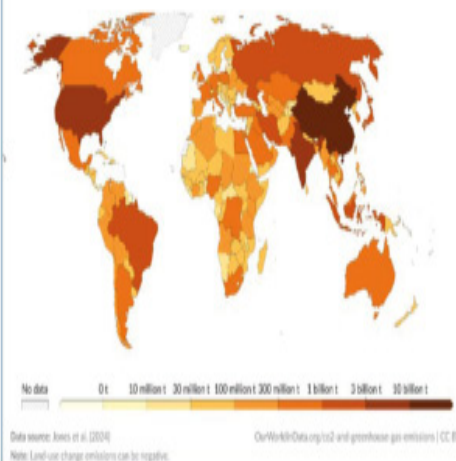 No data 0 t 10 million t 30 million t 100 million t 300 million t 1 billion t 3 billion t 10 billion t
Data source: Jones et al. (2024) OurWorldinData.org/co2-and-greenhouse-gas-emissions | CC B
Note: Land-use change emissions can be negative.